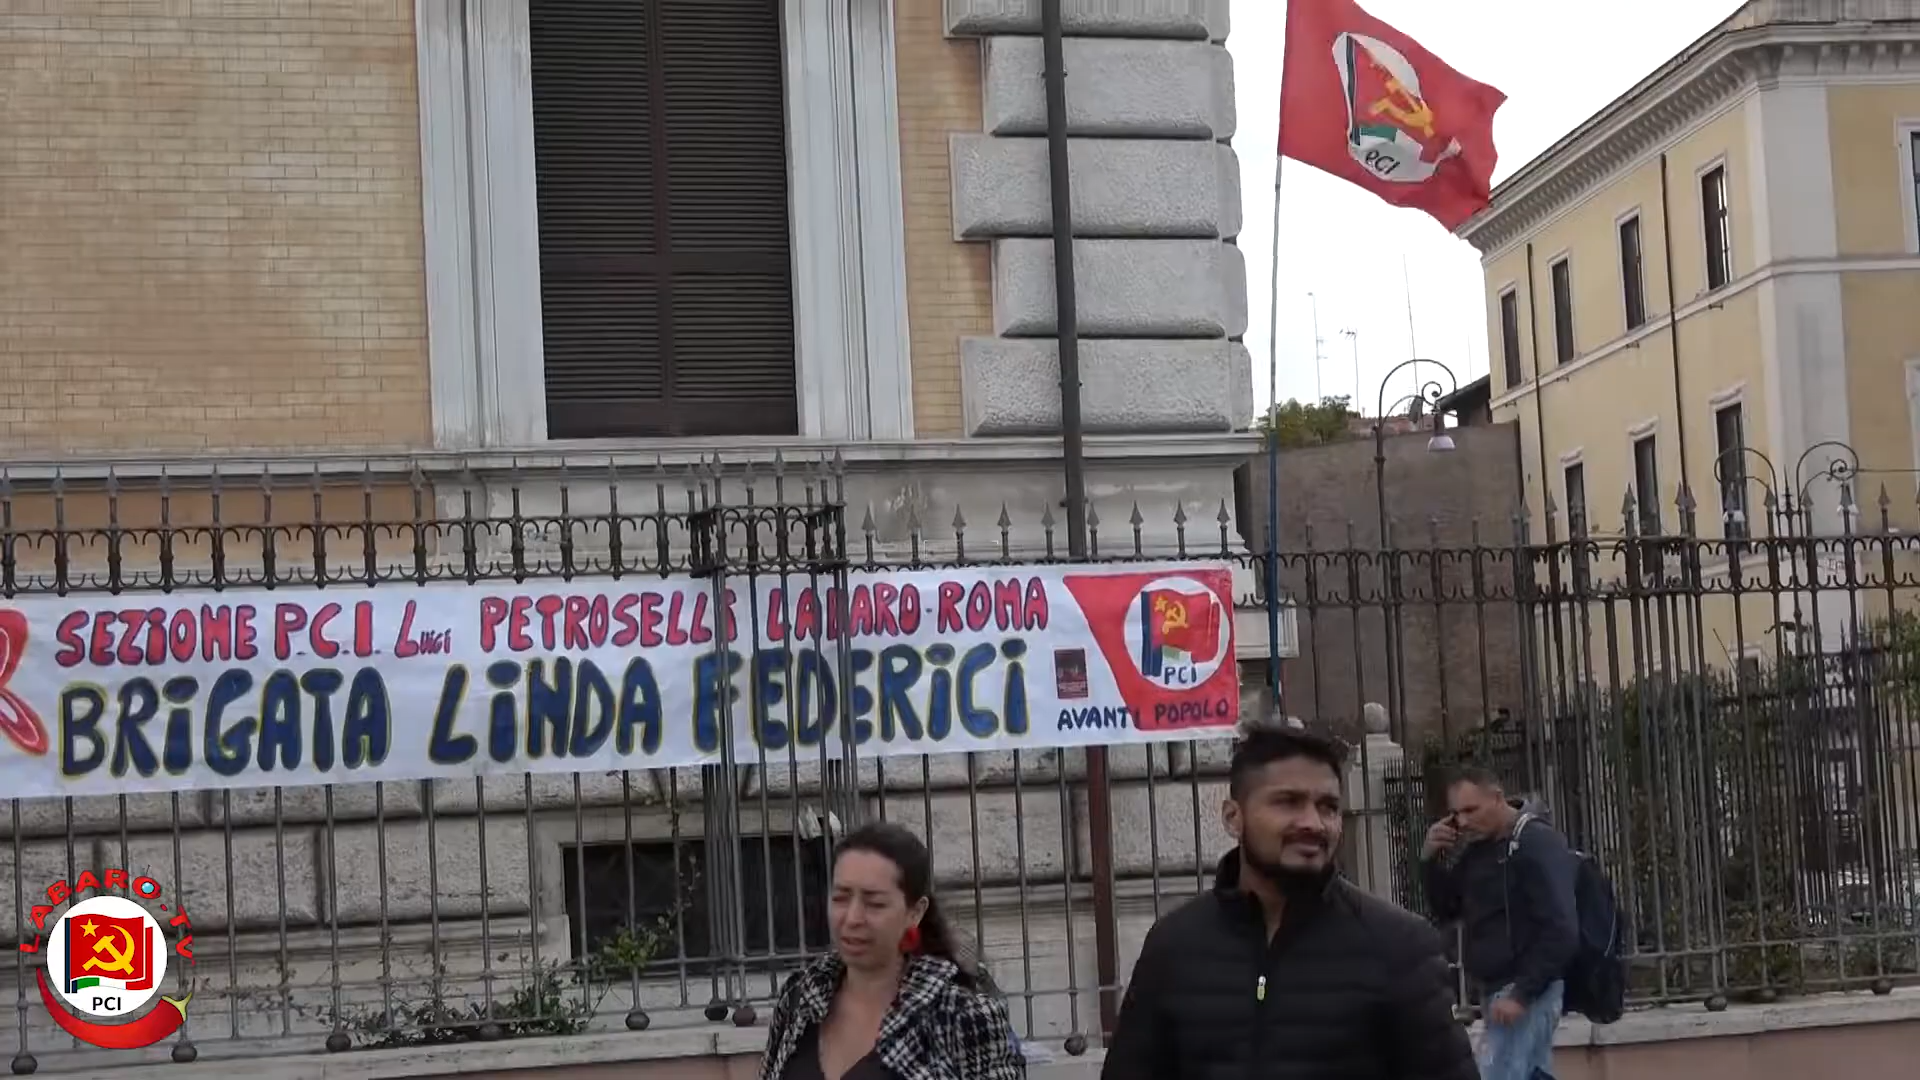 PCI
SEZIONE P.C.I. LUIGI PETROSELLI LABARO-ROMA
BRIGATA LINDA FEDERICI
PCI
AVANTI POPOLO
LABARO-TV
PCI